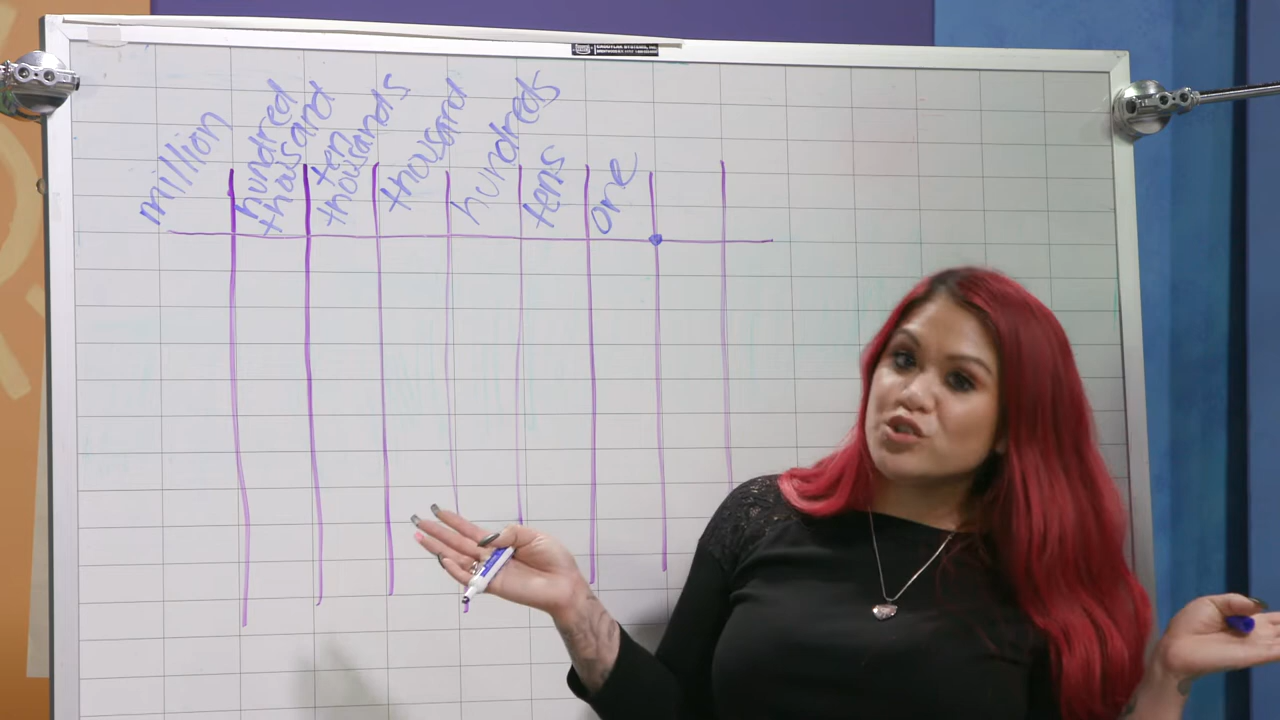 million
hundred
thousand
ten
thousands
thousand
hundreds
tens
one